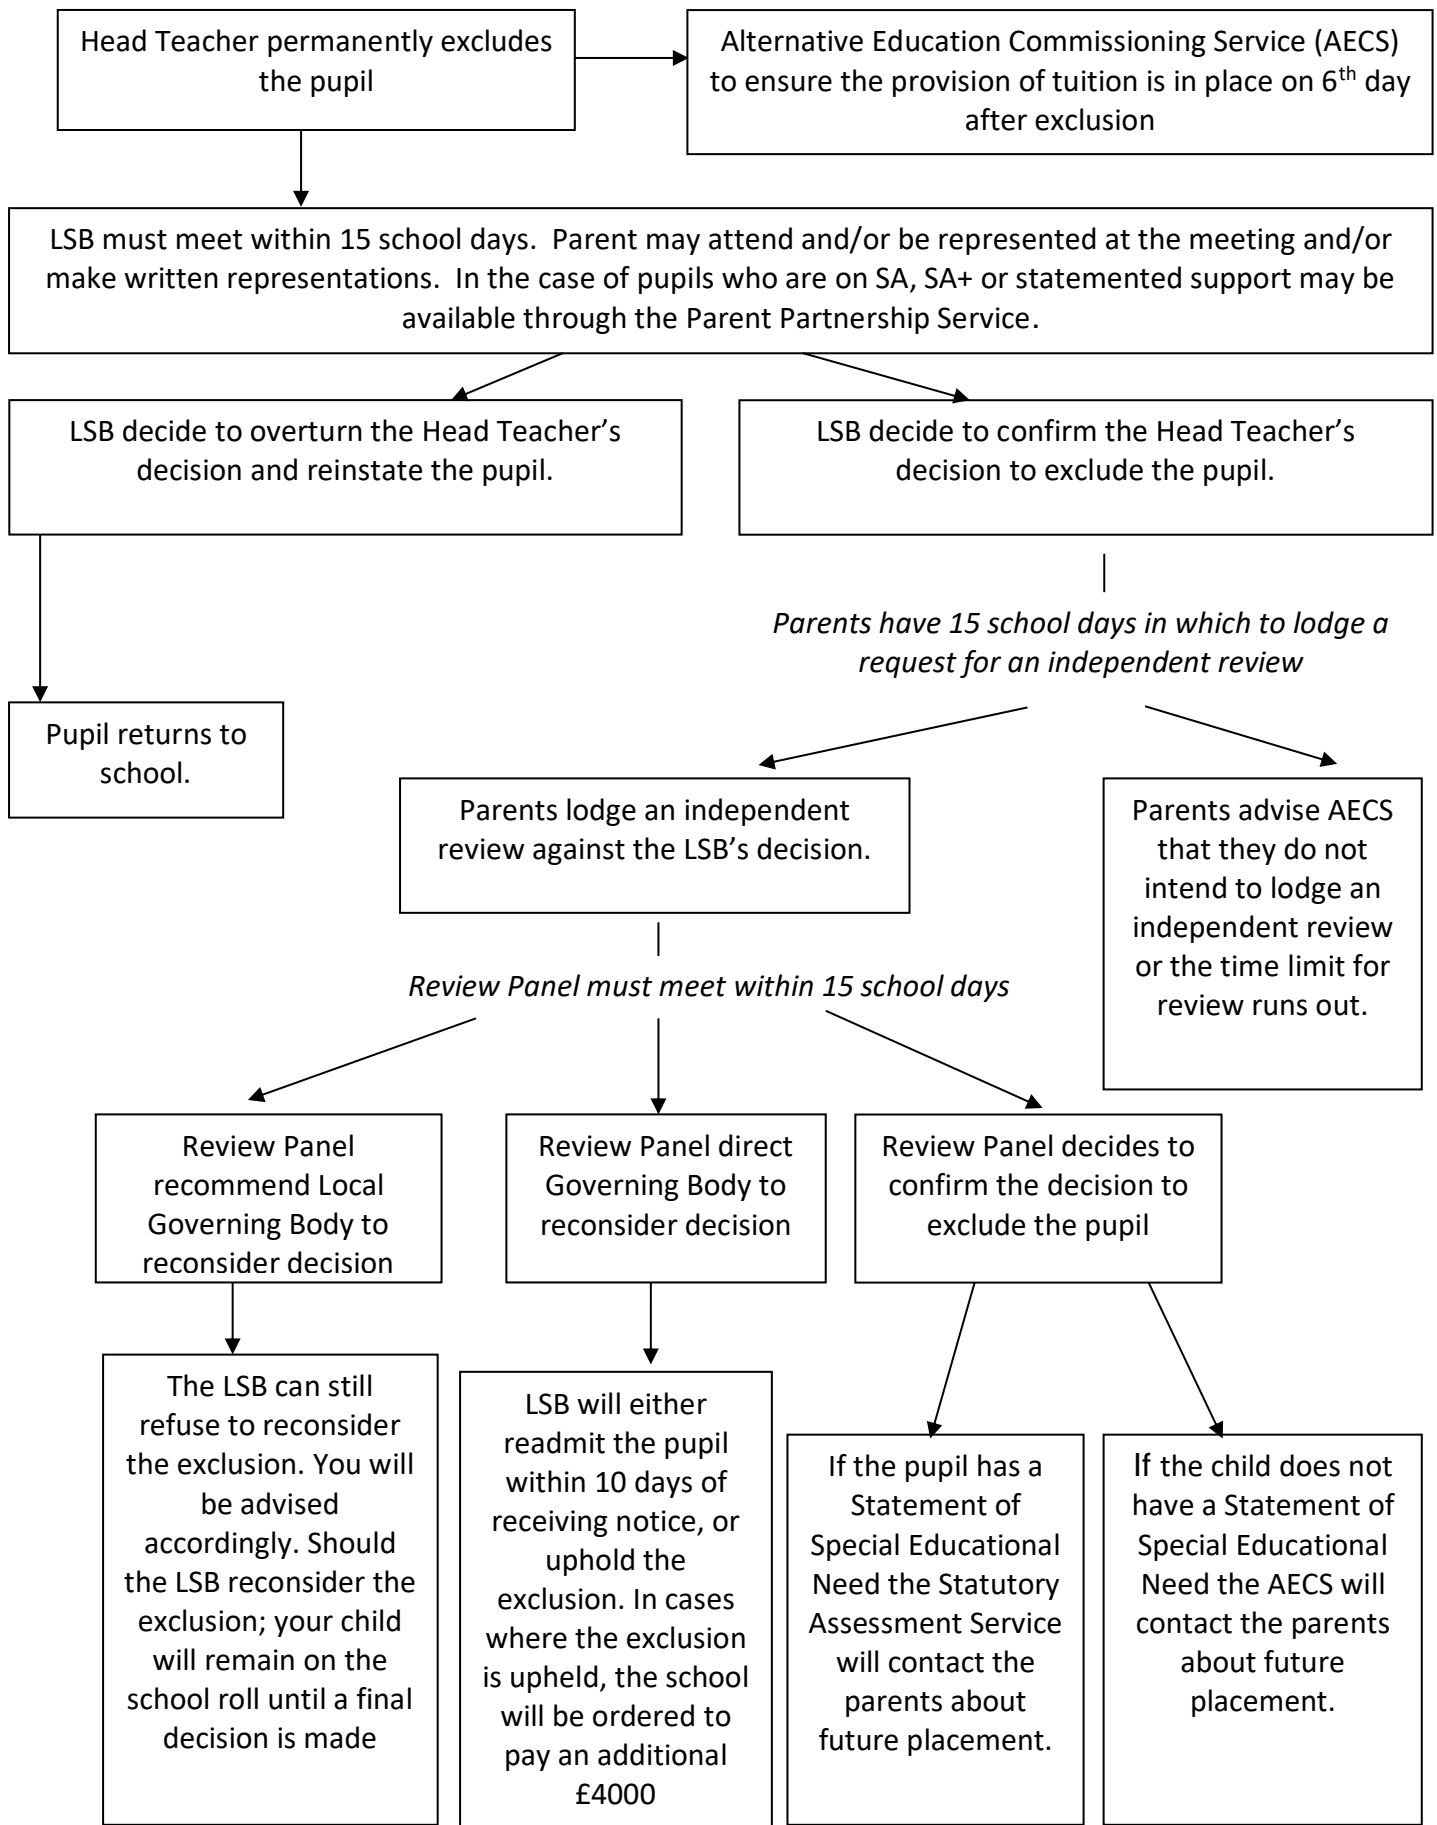 Head Teacher permanently excludes
the pupil
Alternative Education Commissioning Service (AECS)
to ensure the provision of tuition is in place on 6th day
after exclusion
LSB must meet within 15 school days.  Parent may attend and/or be represented at the meeting and/or
make written representations.  In the case of pupils who are on SA, SA+ or statemented support may be
available through the Parent Partnership Service.
LSB decide to overturn the Head Teacher’s
decision and reinstate the pupil.
LSB decide to confirm the Head Teacher’s
decision to exclude the pupil.
Parents have 15 school days in which to lodge a
request for an independent review
Pupil returns to
school.
Parents lodge an independent
review against the LSB’s decision.
Parents advise AECS
that they do not
intend to lodge an
independent review
or the time limit for
review runs out.
Review Panel must meet within 15 school days
Review Panel
recommend Local
Governing Body to
reconsider decision
Review Panel direct
Governing Body to
reconsider decision
Review Panel decides to
confirm the decision to
exclude the pupil
The LSB can still
refuse to reconsider
the exclusion. You will
be advised
accordingly. Should
the LSB reconsider the
exclusion; your child
will remain on the
school roll until a final
decision is made
LSB will either
readmit the pupil
within 10 days of
receiving notice, or
uphold the
exclusion. In cases
where the exclusion
is upheld, the school
will be ordered to
pay an additional
£4000
If the pupil has a
Statement of
Special Educational
Need the Statutory
Assessment Service
will contact the
parents about
future placement.
If the child does not
have a Statement of
Special Educational
Need the AECS will
contact the parents
about future
placement.